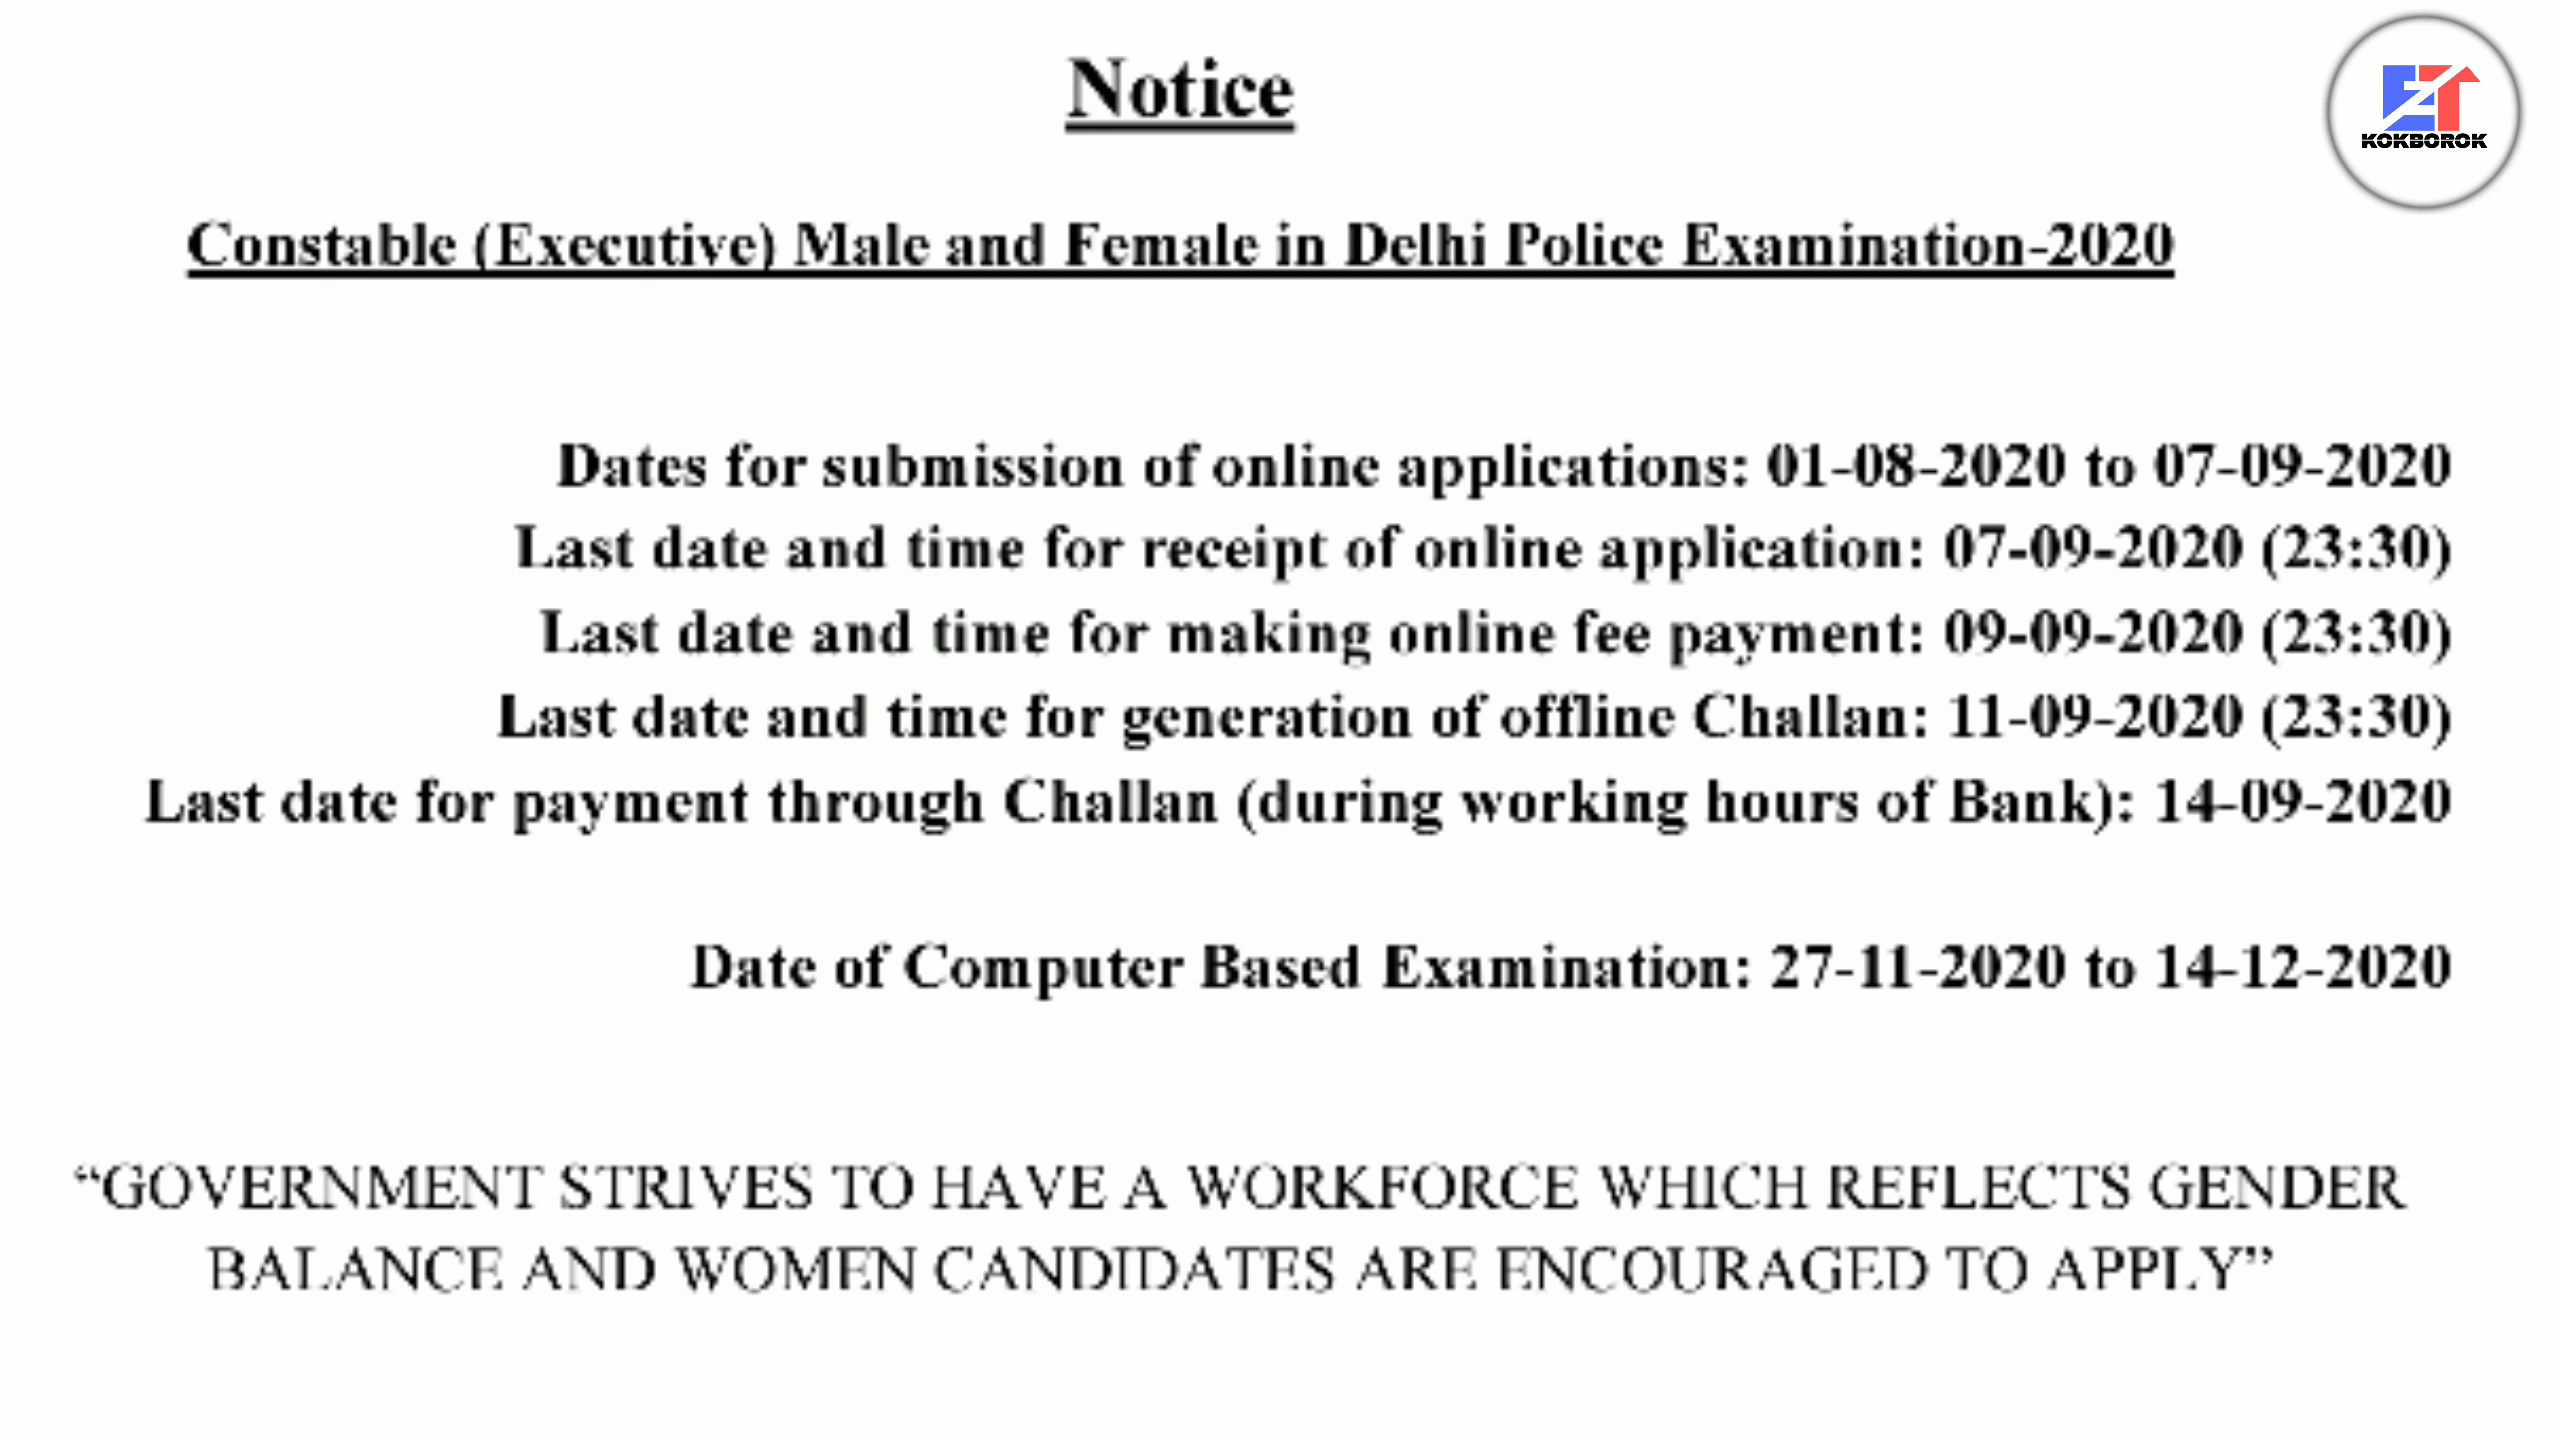 Notice
ET
KOKBOROK
Constable (Executive) Male and Female in Delhi Police Examination-2020
Dates for submission of online applications: 01-08-2020 to 07-09-2020
Last date and time for receipt of online application: 07-09-2020 (23:30)
Last date and time for making online fee payment: 09-09-2020 (23:30)
Last date and time for generation of offline Challan: 11-09-2020 (23:30)
Last date for payment through Challan (during working hours of Bank): 14-09-2020
Date of Computer Based Examination: 27-11-2020 to 14-12-2020
“GOVERNMENT STRIVES TO HAVE A WORKFORCE WHICH REFLECTS GENDER
BALANCE AND WOMEN CANDIDATES ARE ENCOURAGED TO APPLY”